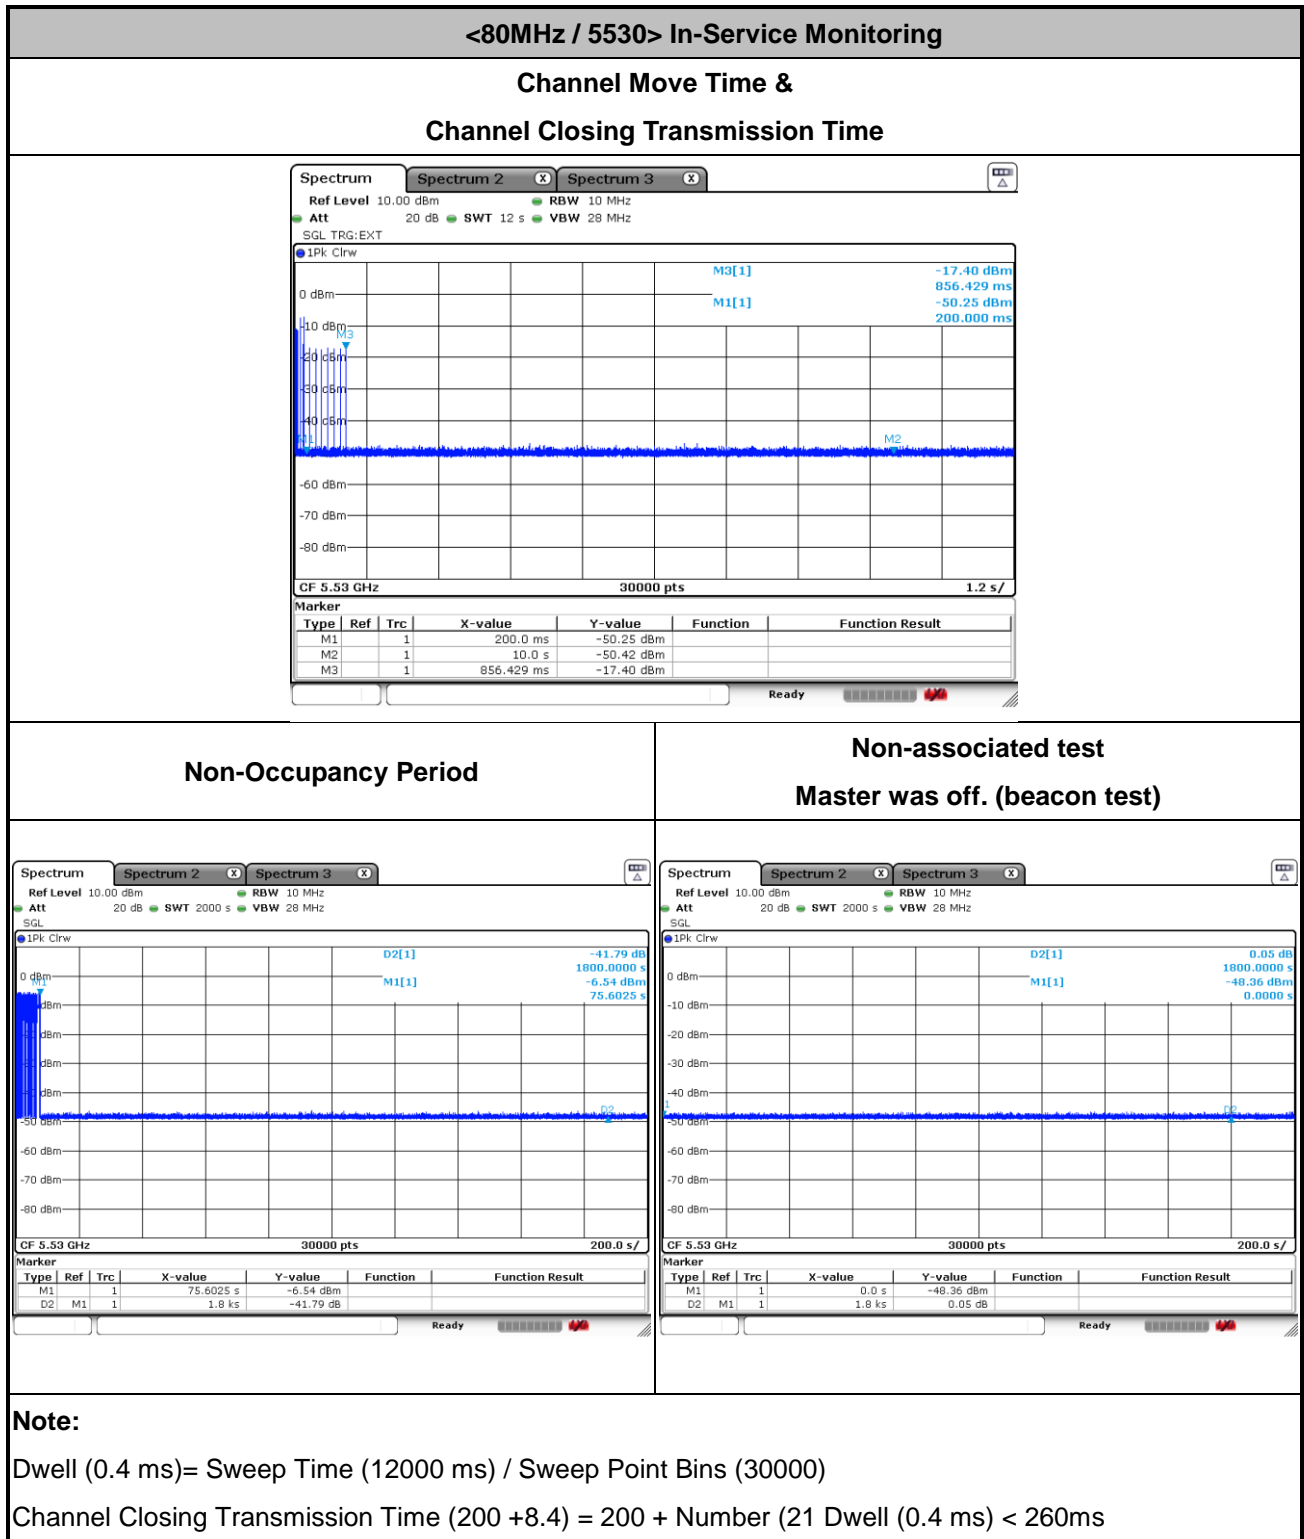 <80MHz / 5530> In-Service Monitoring
Channel Move Time &
Channel Closing Transmission Time
Spectrum Spectrum 2 X Spectrum 3 X
Ref Level 10.00 dBm RBW 10 MHz
Att 20 dB SWT 12 s VBW 28 MHz
SGL TRG:EXT
1Pk Clrw
M3[1] -17.40 dBm
856.429 ms
0 dBm
M1[1] -50.25 dBm
200.000 ms
-10 dBm
M3
-20 dBm
-30 dBm
-40 dBm
M1 M2
-60 dBm
-70 dBm
-80 dBm
CF 5.53 GHz 30000 pts 1.2 s/
Marker
Type Ref Trc X-value Y-value Function Function Result
M1 1 200.0 ms -50.25 dBm
M2 1 10.0 s -50.42 dBm
M3 1 856.429 ms -17.40 dBm
Ready
Non-Occupancy Period
Spectrum Spectrum 2 X Spectrum 3 X
Ref Level 10.00 dBm RBW 10 MHz
Att 20 dB SWT 2000 s VBW 28 MHz
SGL
1Pk Clrw
D2[1] -41.79 dB
1800.0000 s
0 dBm
M1 M1[1] -6.54 dBm
75.6025 s
dBm
dBm
dBm
dBm
D2
-50 dBm
-60 dBm
-70 dBm
-80 dBm
CF 5.53 GHz 30000 pts 200.0 s/
Marker
Type Ref Trc X-value Y-value Function Function Result
M1 1 75.6025 s -6.54 dBm
D2 M1 1 1.8 ks -41.79 dB
Ready
Non-associated test
Master was off. (beacon test)
Spectrum Spectrum 2 X Spectrum 3 X
Ref Level 10.00 dBm RBW 10 MHz
Att 20 dB SWT 2000 s VBW 28 MHz
SGL
1Pk Clrw
D2[1] 0.05 dB
1800.0000 s
0 dBm
M1[1] -48.36 dBm
0.0000 s
-10 dBm
-20 dBm
-30 dBm
-40 dBm
1 D2
-50 dBm
-60 dBm
-70 dBm
-80 dBm
CF 5.53 GHz 30000 pts 200.0 s/
Marker
Type Ref Trc X-value Y-value Function Function Result
M1 1 0.0 s -48.36 dBm
D2 M1 1 1.8 ks 0.05 dB
Ready
Note:
Dwell (0.4 ms)= Sweep Time (12000 ms) / Sweep Point Bins (30000)
Channel Closing Transmission Time (200 +8.4) = 200 + Number (21 Dwell (0.4 ms) < 260ms